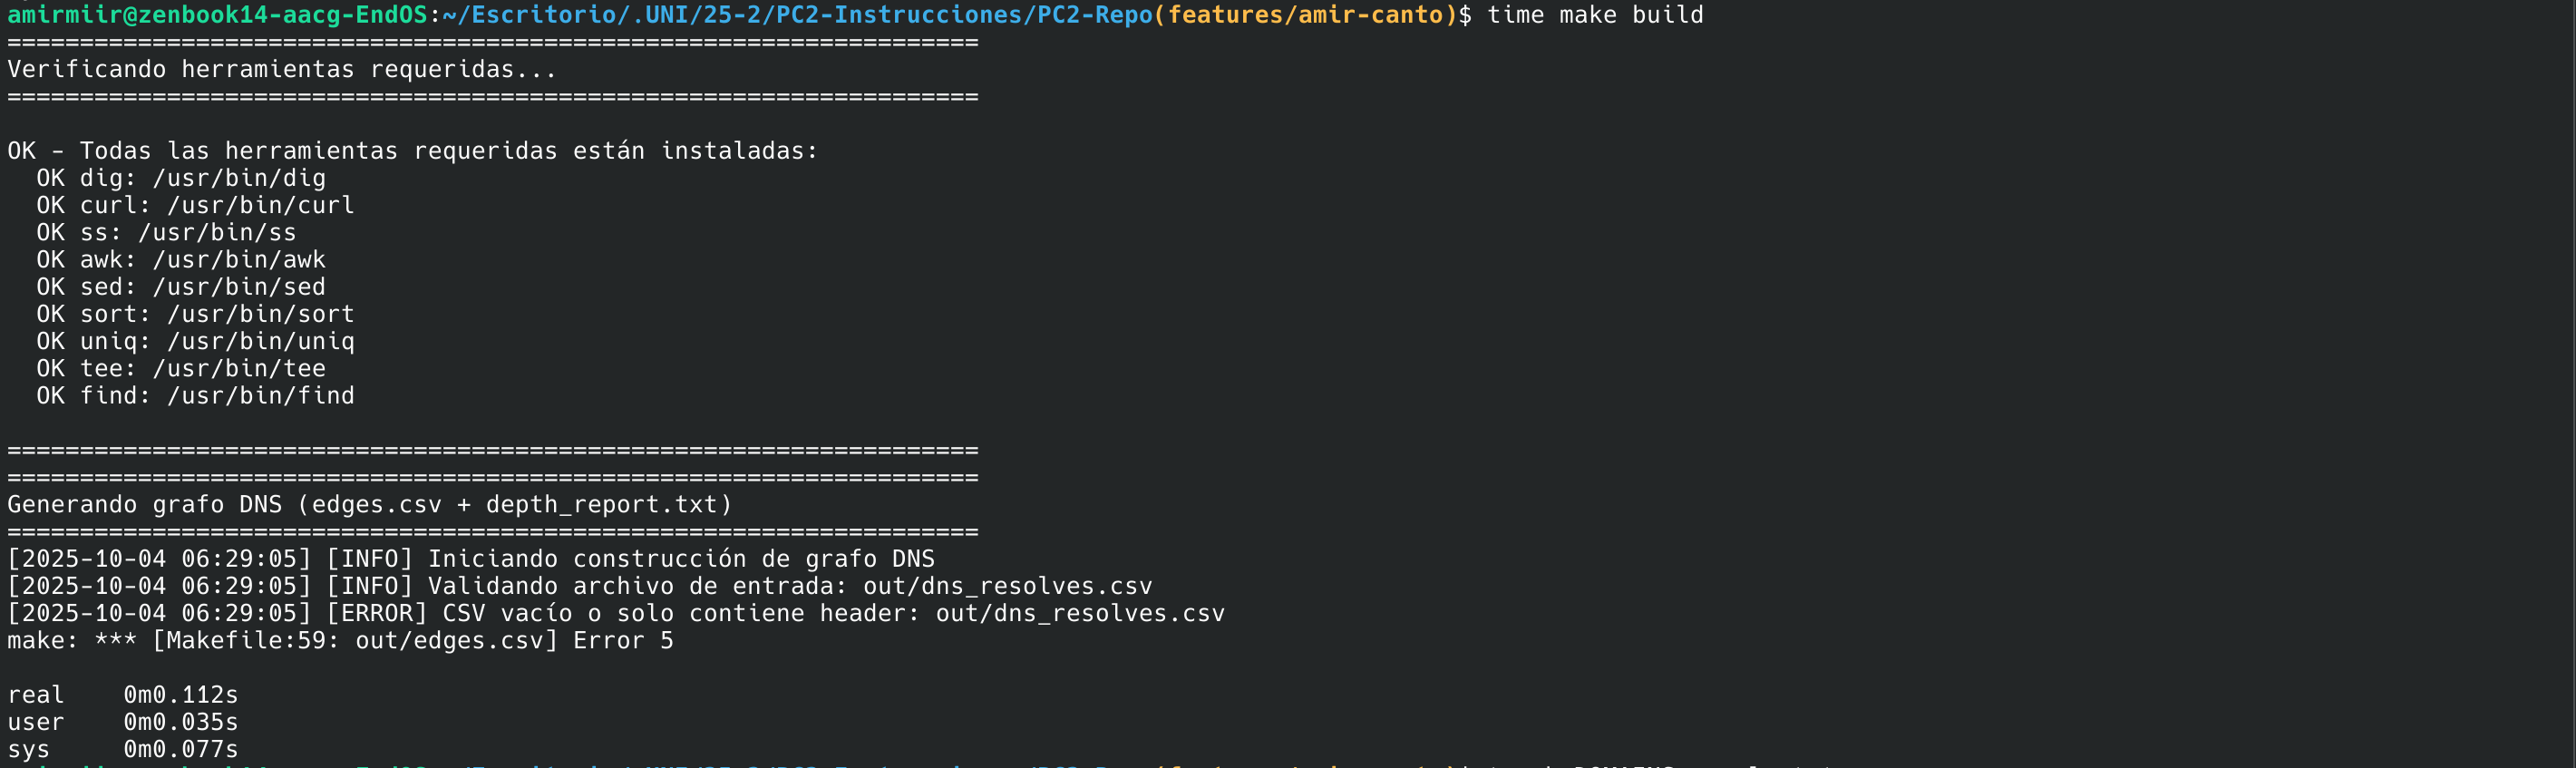 amirmiir@zenbook14-aacg-EndOS:~/Escritorio/.UNI/25-2/PC2-Instrucciones/PC2-Repo(features/amir-canto)$ time make build
===================================================================
Verificando herramientas requeridas...
===================================================================
OK - Todas las herramientas requeridas están instaladas:
OK dig: /usr/bin/dig
OK curl: /usr/bin/curl
OK ss: /usr/bin/ss
OK awk: /usr/bin/awk
OK sed: /usr/bin/sed
OK sort: /usr/bin/sort
OK uniq: /usr/bin/uniq
OK tee: /usr/bin/tee
OK find: /usr/bin/find
===================================================================
===================================================================
Generando grafo DNS (edges.csv + depth_report.txt)
===================================================================
[2025-10-04 06:29:05] [INFO] Iniciando construcción de grafo DNS
[2025-10-04 06:29:05] [INFO] Validando archivo de entrada: out/dns_resolves.csv
[2025-10-04 06:29:05] [ERROR] CSV vacío o solo contiene header: out/dns_resolves.csv
make: *** [Makefile:59: out/edges.csv] Error 5
real 0m0.112s
user 0m0.035s
sys 0m0.077s